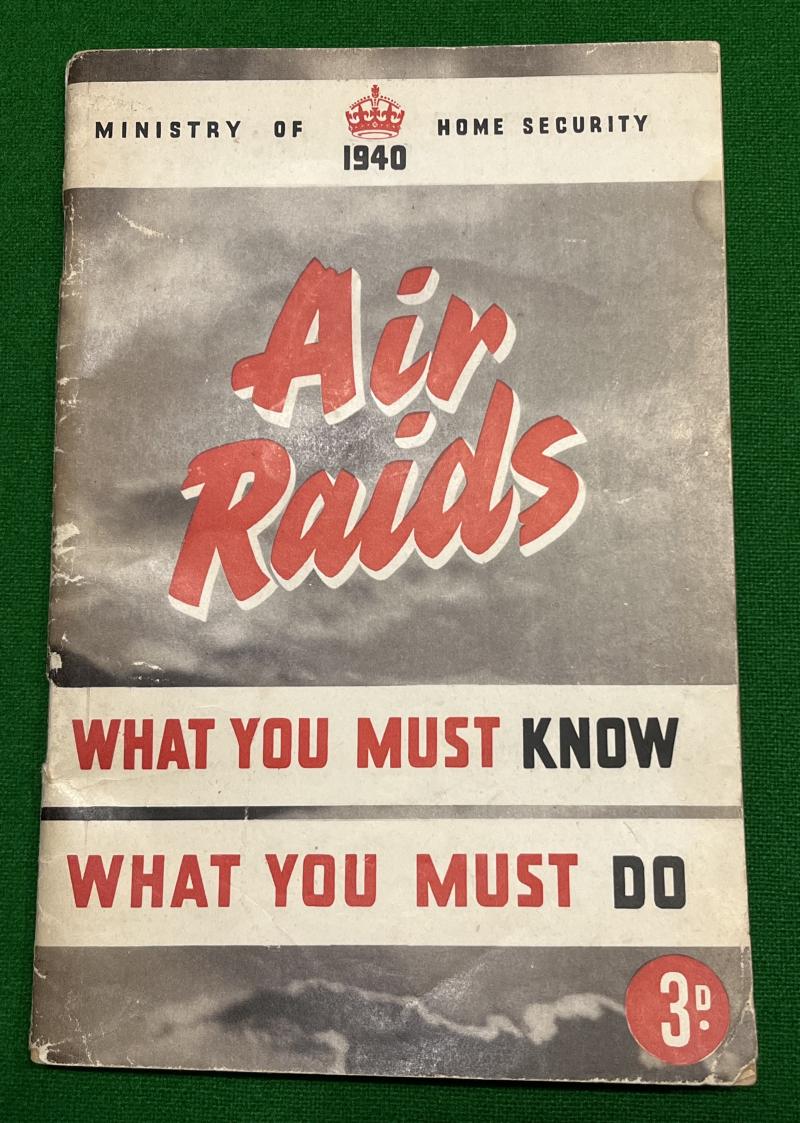 MINISTRY OF HOME SECURITY
1940
Air
Raids
WHAT YOU MUST KNOW
WHAT YOU MUST DO
3D.